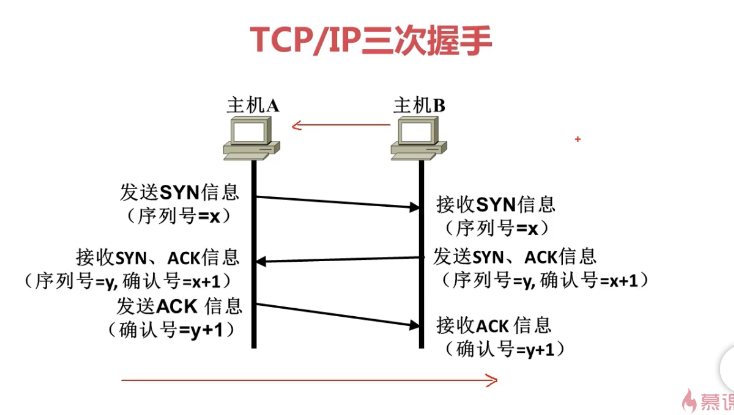 TCP/IP三次握手
主机A
主机B
发送SYN信息
（序列号=x）
接收SYN信息
（序列号=x）
接收SYN、ACK信息
（序列号=y, 确认号=x+1）
发送SYN、ACK信息
（序列号=y, 确认号=x+1）
发送ACK 信息
（确认号=y+1）
接收ACK 信息
（确认号=y+1）
慕课